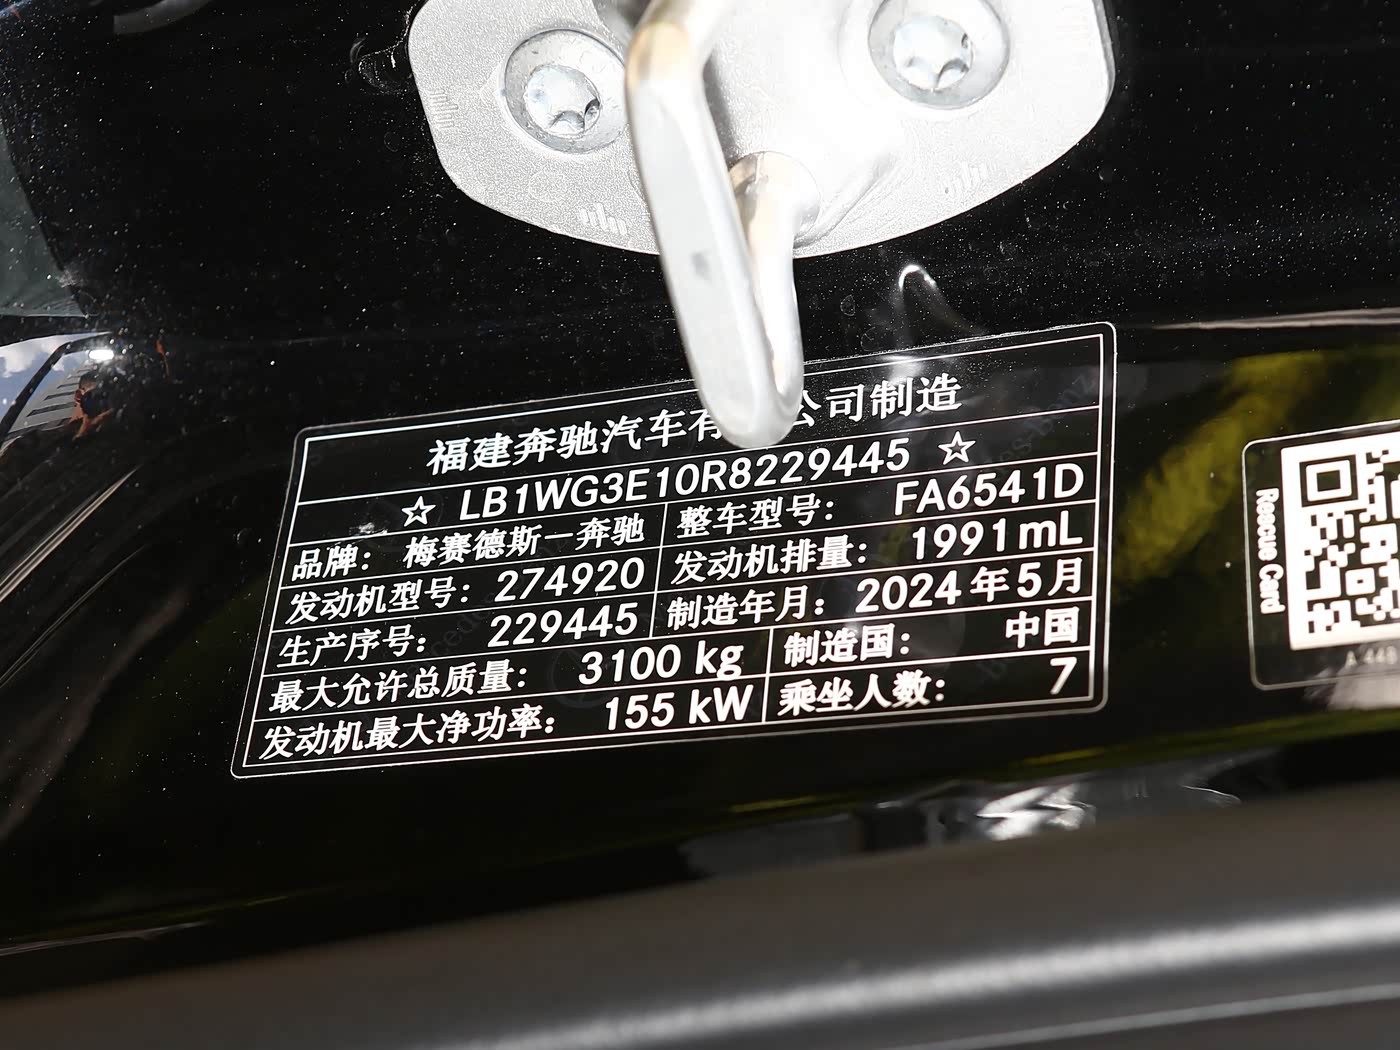 福建奔驰汽车有 公司制造
☆ LB1WG3E10R8229445 ☆
品牌: 梅赛德斯-奔驰 整车型号: FA6541D
发动机型号: 274920 发动机排量: 1991mL
生产序号: 229445 制造年月: 2024年5月
最大允许总质量: 3100 kg 制造国: 中国
发动机最大净功率: 155 kW 乘坐人数: 7
Rescue Card
A 448